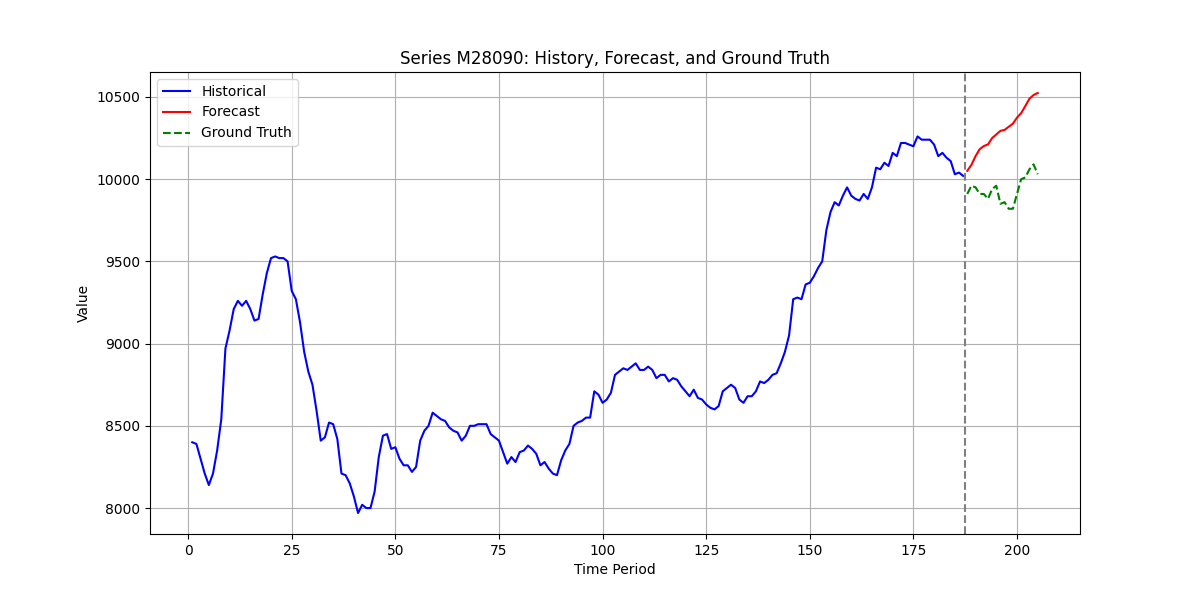 Series M28090: History, Forecast, and Ground Truth
Historical
Forecast
Ground Truth
10500
10000
9500
9000
8500
8000
Value
0 25 50 75 100 125 150 175 200
Time Period